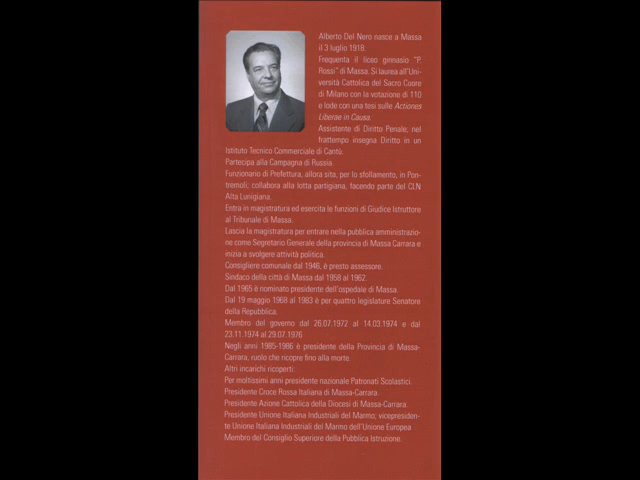 Alberto Del Nero nasce a Massa
il 3 luglio 1918.
Frequenta il liceo ginnasio "P.
Rossi" di Massa. Si laurea all'Uni-
versità Cattolica del Sacro Cuore
di Milano con la votazione di 110
e lode con una tesi sulle Actiones
Liberae in Causa.
Assistente di Diritto Penale; nel
frattempo insegna Diritto in un
Istituto Tecnico Commerciale di Cantù.
Partecipa alla Campagna di Russia.
Funzionario di Prefettura, allora sita, per lo sfollamento, in Pon-
tremoli; collabora alla lotta partigiana, facendo parte del CLN
Alta Lunigiana.
Entra in magistratura ed esercita le funzioni di Giudice Istruttore
al Tribunale di Massa.
Lascia la magistratura per entrare nella pubblica amministrazio-
ne come Segretario Generale della provincia di Massa Carrara e
inizia a svolgere attività politica.
Consigliere comunale dal 1946, è presto assessore.
Sindaco della città di Massa dal 1958 al 1962.
Dal 1965 è nominato presidente dell'ospedale di Massa.
Dal 19 maggio 1968 al 1983 è per quattro legislature Senatore
della Repubblica.
Membro del governo dal 26.07.1972 al 14.03.1974 e dal
23.11.1974 al 29.07.1976.
Negli anni 1985-1986 è presidente della Provincia di Massa-
Carrara, ruolo che ricopre fino alla morte.
Altri incarichi ricoperti:
Per moltissimi anni presidente nazionale Patronati Scolastici.
Presidente Croce Rossa Italiana di Massa-Carrara.
Presidente Azione Cattolica della Diocesi di Massa-Carrara.
Presidente Unione Italiana Industriali del Marmo; vicepresiden-
te Unione Italiana Industriali del Marmo dell'Unione Europea
Membro del Consiglio Superiore della Pubblica Istruzione.